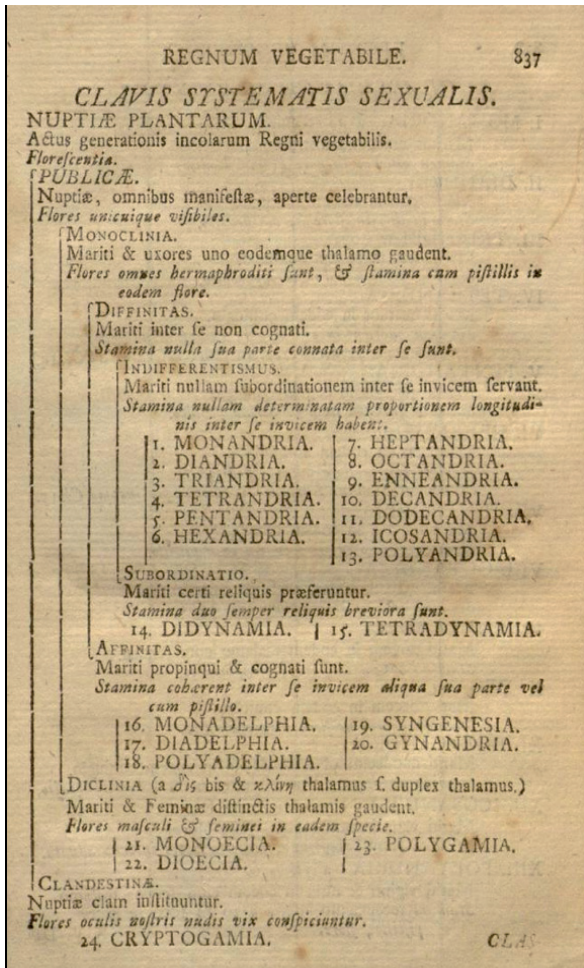 REGNUM VEGETABILE. 837
CLAVIS SYSTEMATIS SEXUALIS.
NUPTIÆ PLANTARUM.
Actus generationis incolarum Regni vegetabilis.
Floreſcentia.
PUBLICÆ.
Nuptiæ, omnibus manifeſtæ, aperte celebrantur.
Flores unicuique viſibiles.
MONOCLINIA.
Mariti & uxores uno eodemque thalamo gaudent.
Flores omnes hermaphroditi ſunt, & ſtamina cum piſtillis in
eodem flore.
DIFFINITAS.
Mariti inter ſe non cognati.
Stamina nulla ſua parte connata inter ſe ſunt.
INDIFFERENTISMUS.
Mariti nullam ſubordinationem inter ſe invicem ſervant.
Stamina nullam determinatam proportionem longitudi-
nis inter ſe invicem habent.
1. MONANDRIA. 7. HEPTANDRIA.
2. DIANDRIA. 8. OCTANDRIA.
3. TRIANDRIA. 9. ENNEANDRIA.
4. TETRANDRIA. 10. DECANDRIA.
5. PENTANDRIA. 11. DODECANDRIA.
6. HEXANDRIA. 12. ICOSANDRIA.
13. POLYANDRIA.
SUBORDINATIO.
Mariti certi reliquis præferuntur.
Stamina duo ſemper reliquis breviora ſunt.
14. DIDYNAMIA. 15. TETRADYNAMIA.
AFFINITAS.
Mariti propinqui & cognati ſunt.
Stamina cohærent inter ſe invicem aliqua ſua parte vel
cum piſtillo.
16. MONADELPHIA. 19. SYNGENESIA.
17. DIADELPHIA. 20. GYNANDRIA.
18. POLYADELPHIA.
DICLINIA (a δὶς bis & κλίνη thalamus ſ. duplex thalamus.)
Mariti & Feminæ diſtinctis thalamis gaudent.
Flores maſculi & feminei in eadem ſpecie.
21. MONOECIA. 23. POLYGAMIA.
22. DIOECIA.
CLANDESTINÆ.
Nuptiæ clam inſtituuntur.
Flores oculis noſtris nudis vix conſpiciuntur.
24. CRYPTOGAMIA. CLAS